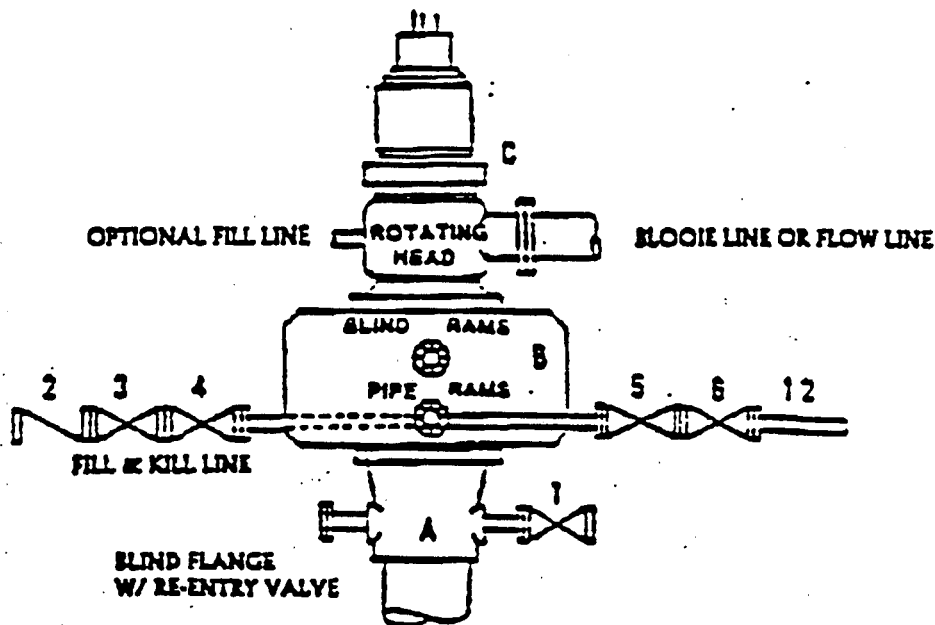 C
OPTIONAL FILL LINE
ROTATING
HEAD
BLOOIE LINE OR FLOW LINE
BLIND RAMS
B
PIPE RAMS
2 3 4
5 6 12
FILL & KILL LINE
1
A
BLIND FLANGE
W/ RE-ENTRY VALVE